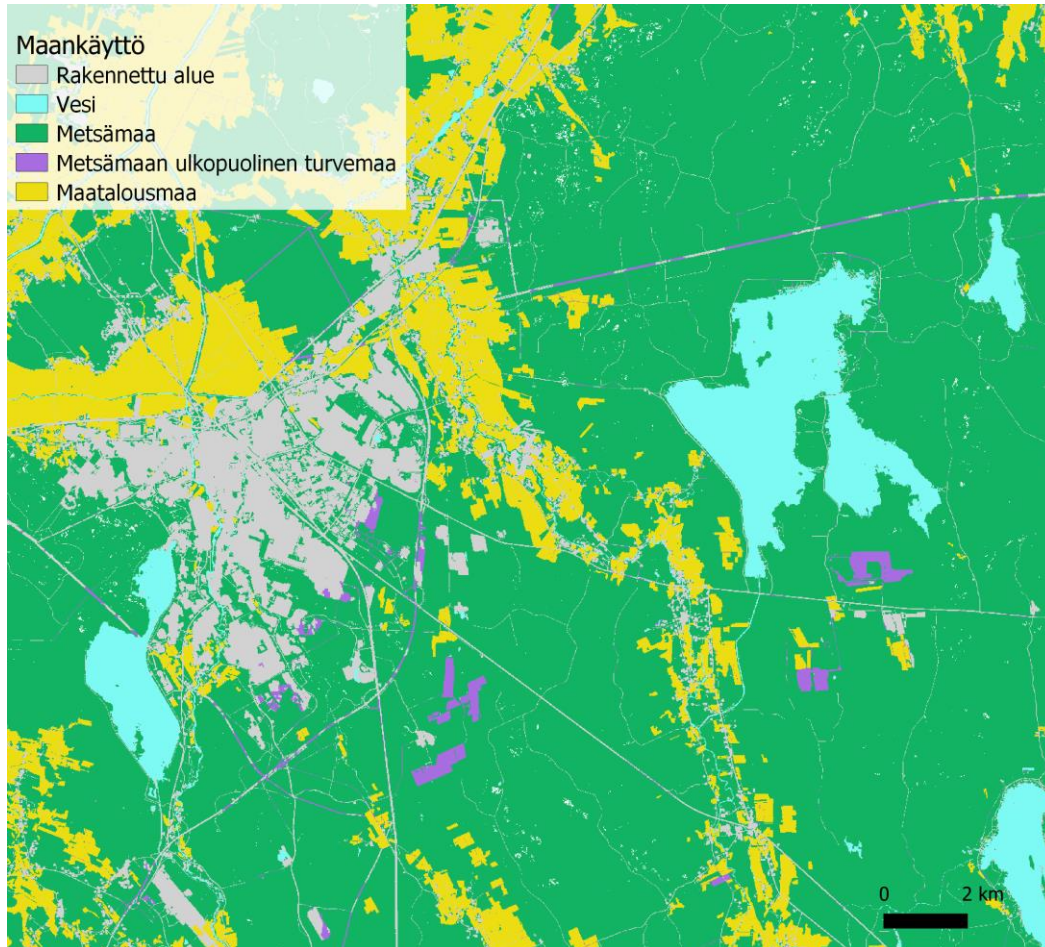 Maankäyttö
Rakennettu alue
Vesi
Metsämaa
Metsämaan ulkopuolinen turvemaa
Maatalousmaa
0 2 km